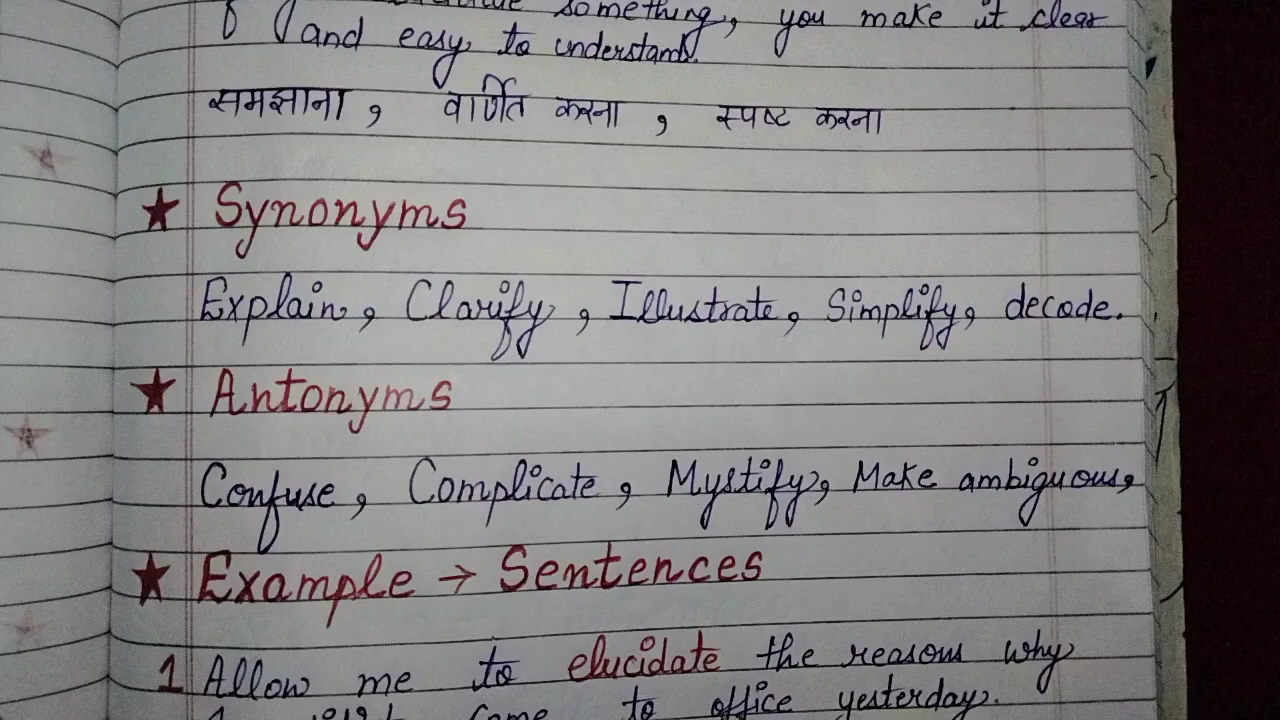 something, you make it clear
and easy to understand.
समझाना, वार्णित करना, स्पष्ट करना
★ Synonyms
Explain, Clarify, Illustrate, Simplify, decode.
★ Antonyms
Confuse, Complicate, Mystify, Make ambiguous,
★ Example → Sentences
1 Allow me to elucidate the reasons why
come to office yesterday.